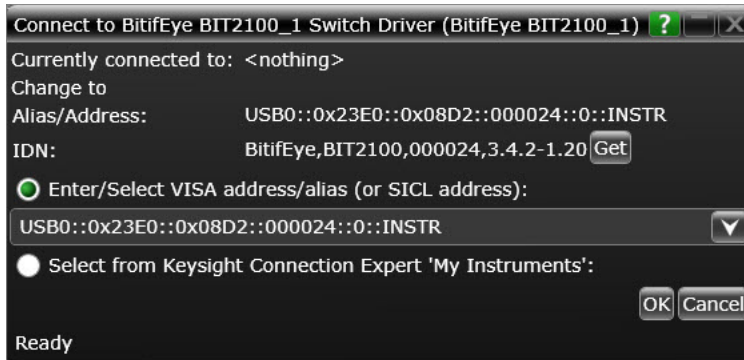 Connect to BitifEye BIT2100_1 Switch Driver (BitifEye BIT2100_1) ?
Currently connected to: <nothing>
Change to
Alias/Address: USB0::0x23E0::0x08D2::000024::0::INSTR
IDN: BitifEye,BIT2100,000024,3.4.2-1.20 Get
Enter/Select VISA address/alias (or SICL address):
USB0::0x23E0::0x08D2::000024::0::INSTR
Select from Keysight Connection Expert 'My Instruments':
OK Cancel
Ready